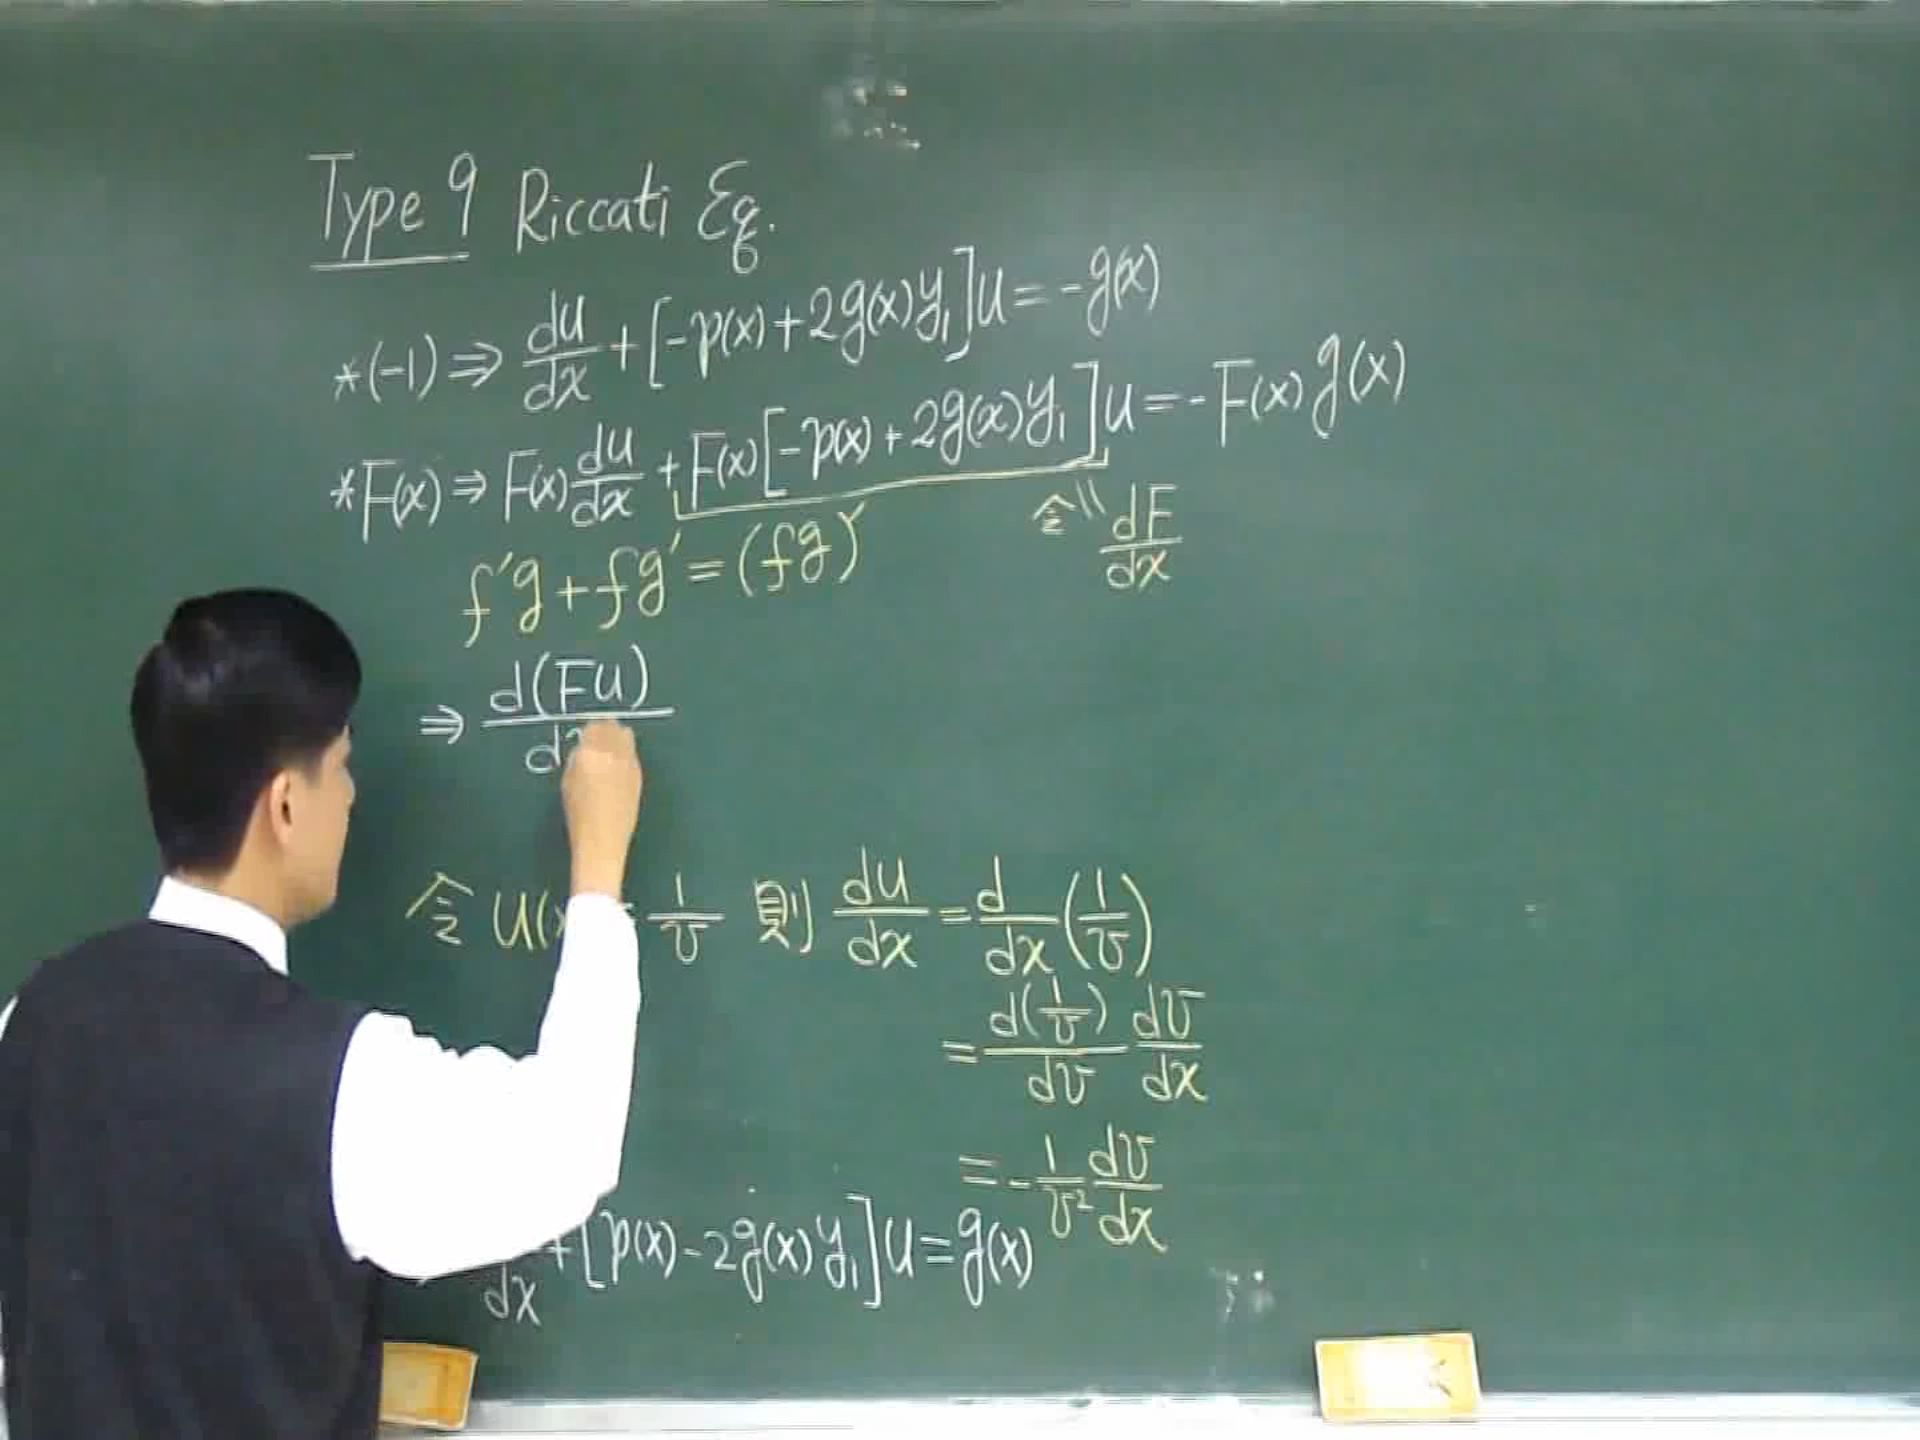 Type 9 Riccati Eq.
*(-1) ⇒ du/dx + [-p(x) + 2g(x)y₁]u = -g(x)
*F(x) ⇒ F(x) du/dx + F(x)[-p(x) + 2g(x)y₁]u = -F(x)g(x)
令 || dF/dx
f'g + fg' = (fg)'
⇒ d(Fu)/dx
令 u( = 1/v 則 du/dx = d/dx (1/v)
= d(1/v)/dv dv/dx
= - 1/v² dv/dx
/dx + [p(x) - 2g(x)y₁]u = g(x)